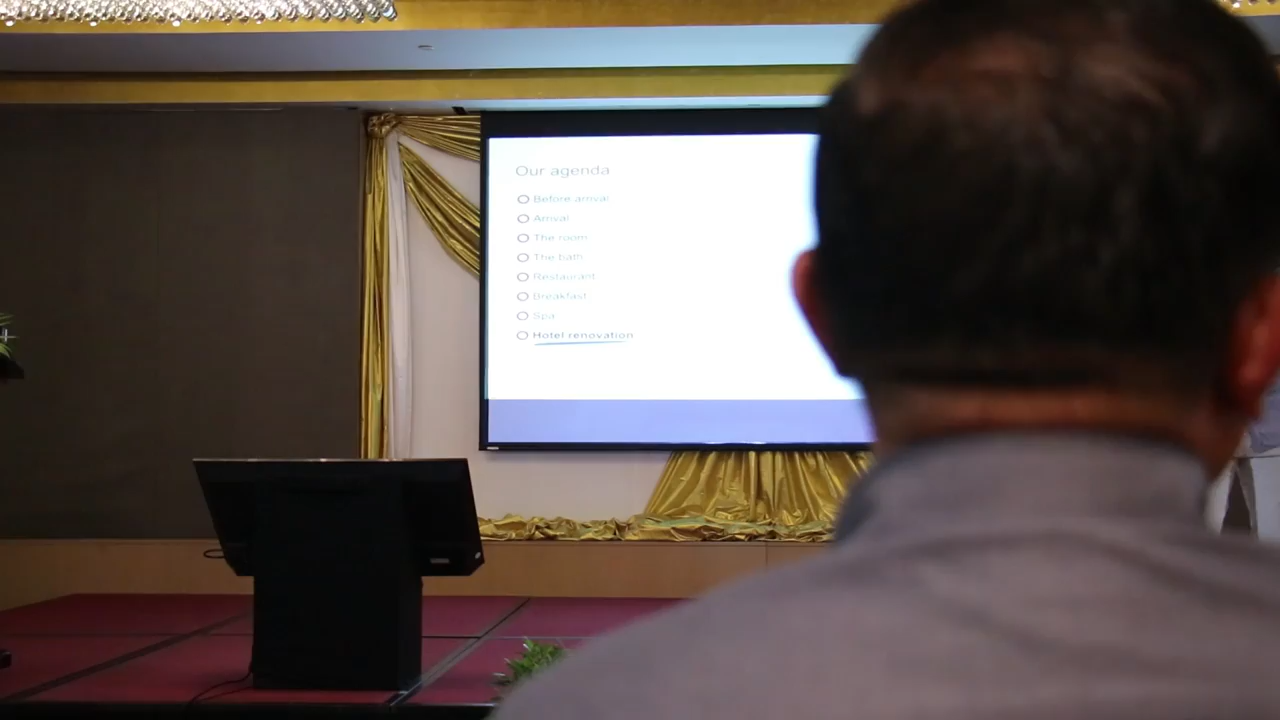 Our agenda
Before arrival
Arrival
The room
The bath
Restaurant
Breakfast
Spa
Hotel renovation